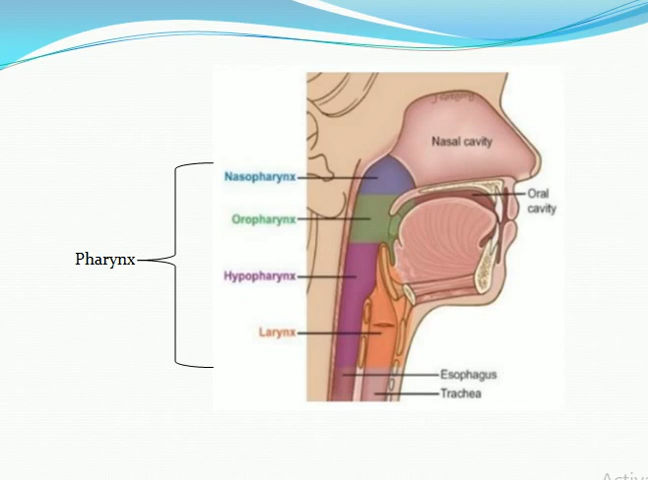 Nasal cavity
Nasopharynx
Oral
cavity
Oropharynx
Pharynx
Hypopharynx
Larynx
Esophagus
Trachea